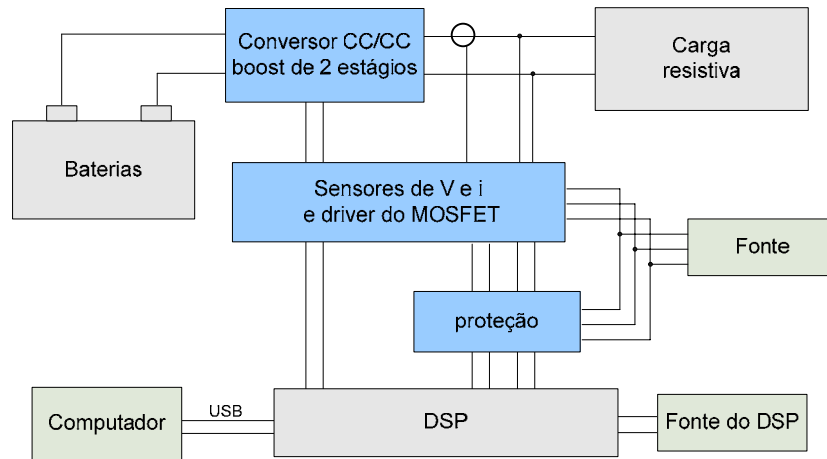 Conversor CC/CC
boost de 2 estágios
Carga
resistiva
Baterias
Sensores de V e i
e driver do MOSFET
Fonte
proteção
Computador
USB
DSP
Fonte do DSP